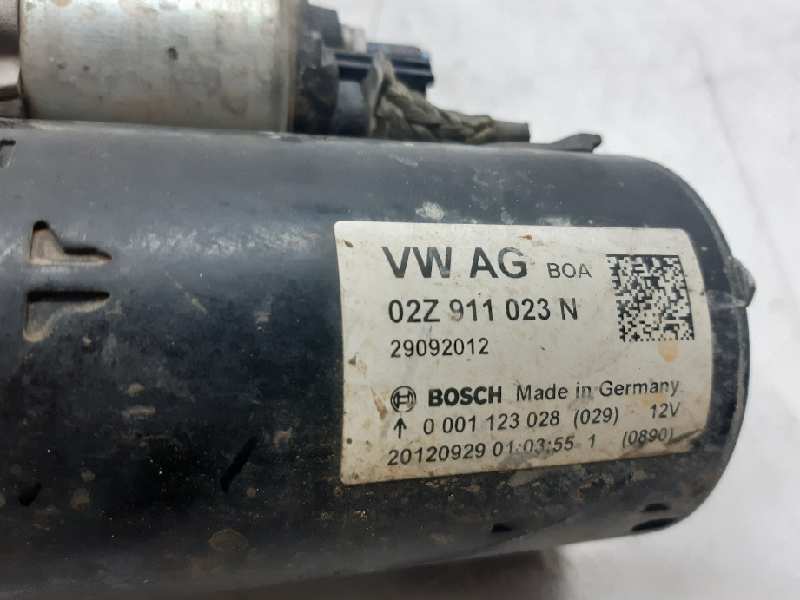 VW AG BOA
02Z 911 023 N
29092012
BOSCH Made in Germany
↑ 0 001 123 028 (029) 12V
20120929 01:03:55 1 (0890)